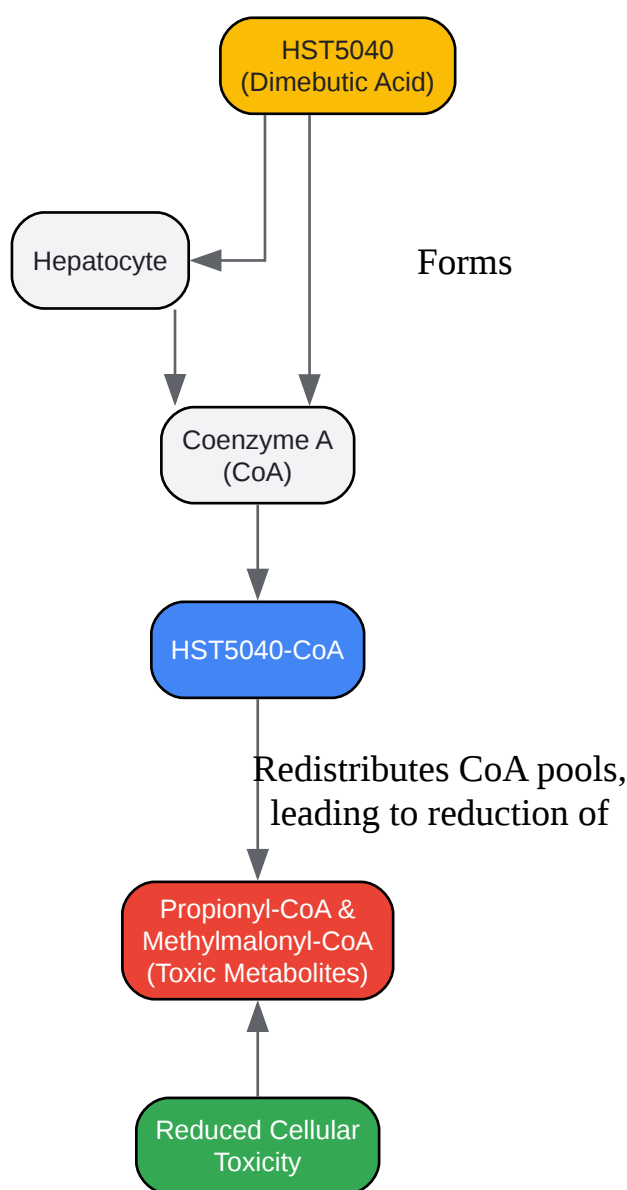 HST5040
(Dimebutic Acid)
Hepatocyte
Forms
Coenzyme A
(CoA)
HST5040-CoA
Redistributes CoA pools,
leading to reduction of
Propionyl-CoA &
Methylmalonyl-CoA
(Toxic Metabolites)
Reduced Cellular
Toxicity